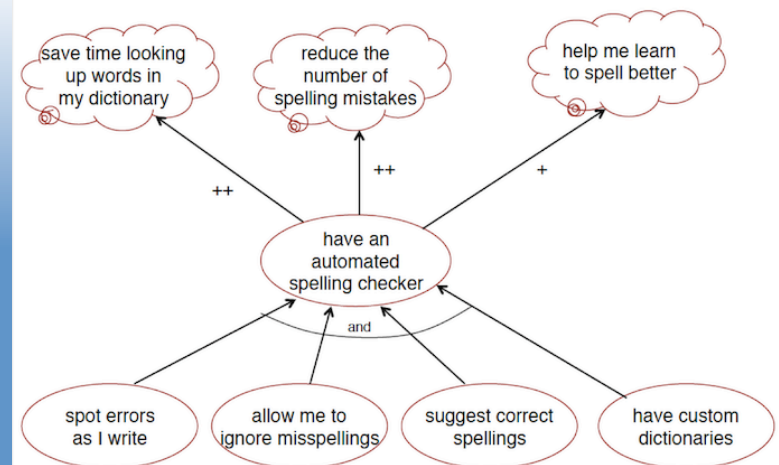 save time looking
up words in
my dictionary
reduce the
number of
spelling mistakes
help me learn
to spell better
++
++
+
have an
automated
spelling checker
and
spot errors
as I write
allow me to
ignore misspellings
suggest correct
spellings
have custom
dictionaries